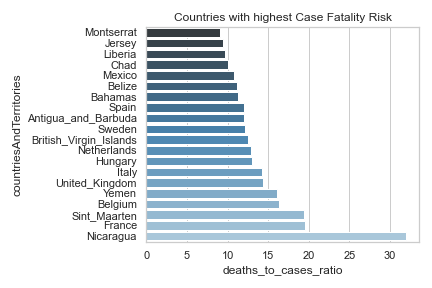 Countries with highest Case Fatality Risk
countriesAndTerritories
Montserrat
Jersey
Liberia
Chad
Mexico
Belize
Bahamas
Spain
Antigua_and_Barbuda
Sweden
British_Virgin_Islands
Netherlands
Hungary
Italy
United_Kingdom
Yemen
Belgium
Sint_Maarten
France
Nicaragua
0 5 10 15 20 25 30
deaths_to_cases_ratio